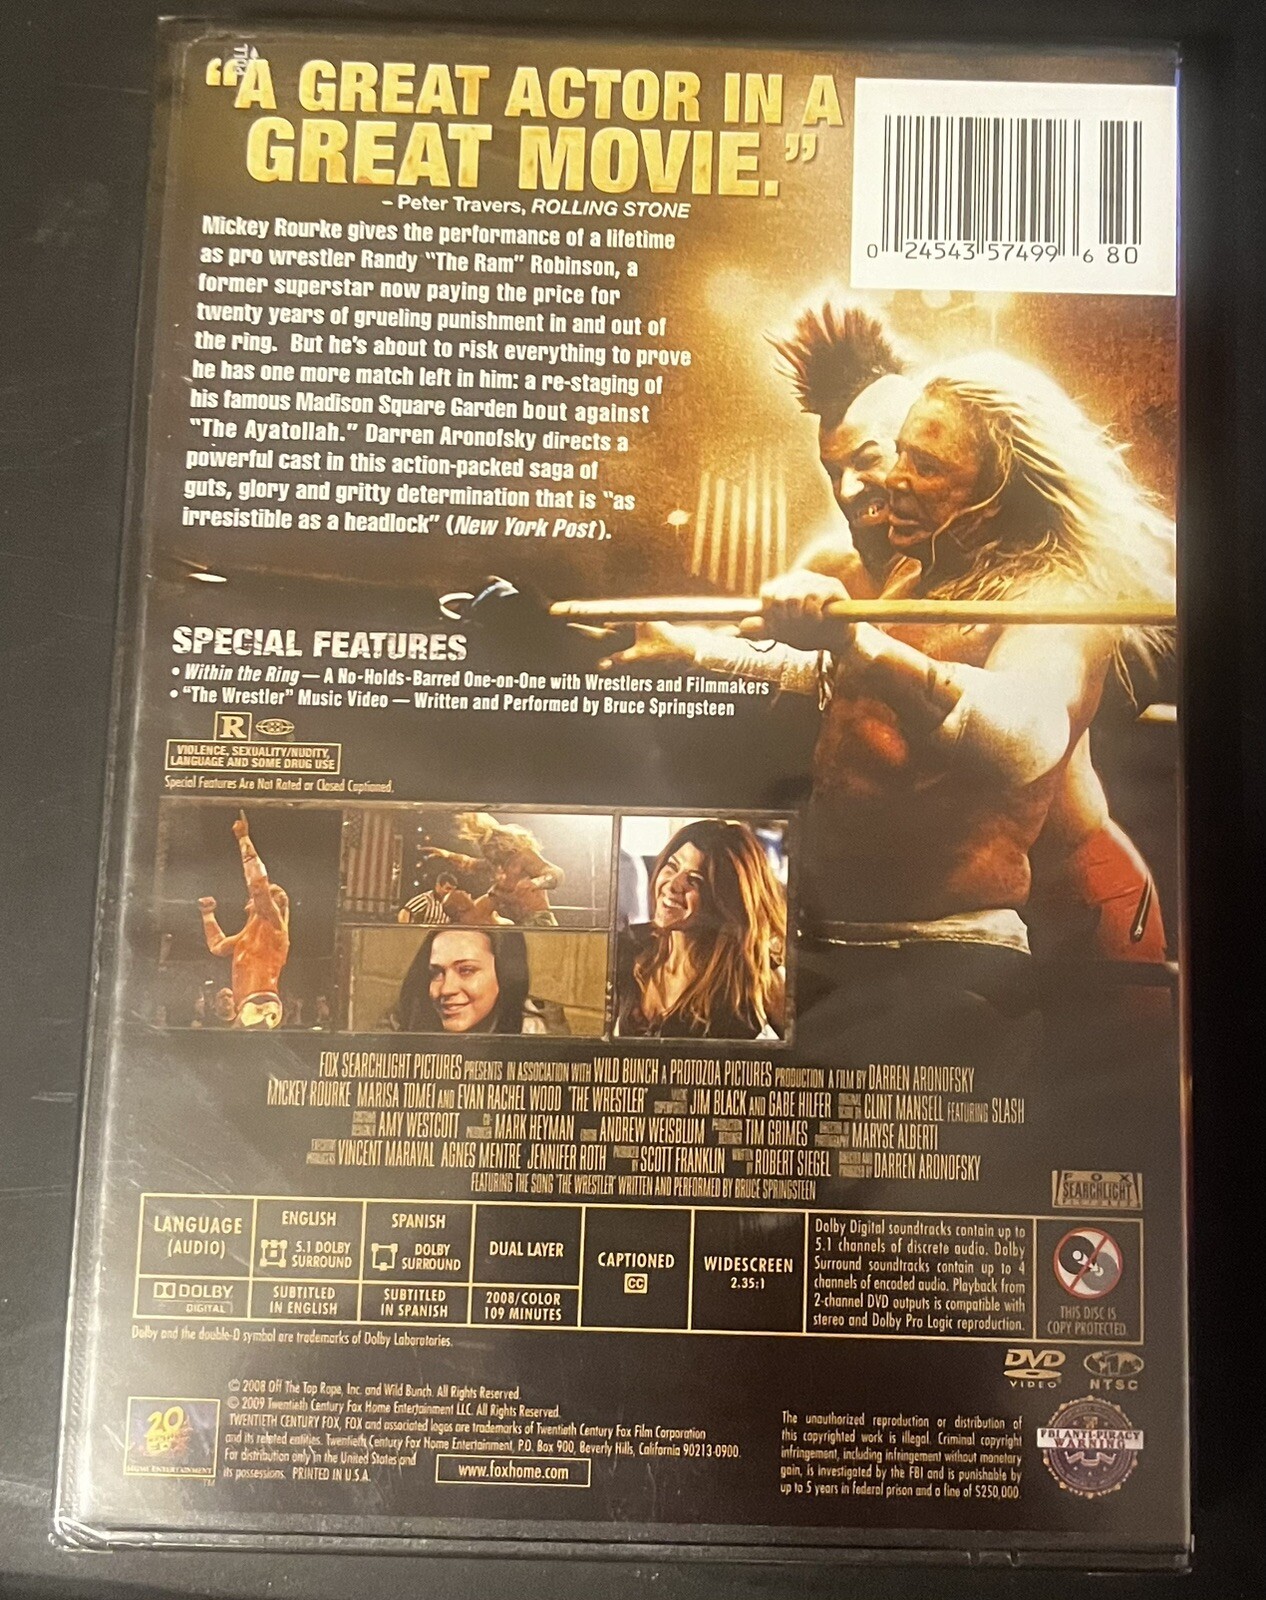 PULL
"A GREAT ACTOR IN A
GREAT MOVIE."
– Peter Travers, ROLLING STONE
0 24543 57499 6 80
Mickey Rourke gives the performance of a lifetime
as pro wrestler Randy "The Ram" Robinson, a
former superstar now paying the price for
twenty years of grueling punishment in and out of
the ring. But he's about to risk everything to prove
he has one more match left in him: a re-staging of
his famous Madison Square Garden bout against
"The Ayatollah." Darren Aronofsky directs a
powerful cast in this action-packed saga of
guts, glory and gritty determination that is "as
irresistible as a headlock" (New York Post).
SPECIAL FEATURES
• Within the Ring — A No-Holds-Barred One-on-One with Wrestlers and Filmmakers
• "The Wrestler" Music Video — Written and Performed by Bruce Springsteen
R
VIOLENCE, SEXUALITY/NUDITY,
LANGUAGE AND SOME DRUG USE
Special Features Are Not Rated or Closed Captioned.
FOX SEARCHLIGHT PICTURES PRESENTS IN ASSOCIATION WITH WILD BUNCH A PROTOZOA PICTURES PRODUCTION A FILM BY DARREN ARONOFSKY
MICKEY ROURKE MARISA TOMEI AND EVAN RACHEL WOOD "THE WRESTLER" JIM BLACK AND GABE HILFER CLINT MANSELL FEATURING SLASH
AMY WESTCOTT MARK HEYMAN ANDREW WEISBLUM TIM GRIMES MARYSE ALBERTI
VINCENT MARAVAL AGNES MENTRE JENNIFER ROTH SCOTT FRANKLIN ROBERT SIEGEL DARREN ARONOFSKY
FEATURING THE SONG "THE WRESTLER" WRITTEN AND PERFORMED BY BRUCE SPRINGSTEEN
FOX
SEARCHLIGHT
PICTURES
LANGUAGE
(AUDIO)
ENGLISH
5.1 DOLBY
SURROUND
SPANISH
DOLBY
SURROUND
DUAL LAYER
CAPTIONED
CC
WIDESCREEN
2.35:1
DOLBY
DIGITAL
SUBTITLED
IN ENGLISH
SUBTITLED
IN SPANISH
2008/COLOR
109 MINUTES
Dolby Digital soundtracks contain up to
5.1 channels of discrete audio. Dolby
Surround soundtracks contain up to 4
channels of encoded audio. Playback from
2-channel DVD outputs is compatible with
stereo and Dolby Pro Logic reproduction.
THIS DISC IS
COPY PROTECTED.
Dolby and the double-D symbol are trademarks of Dolby Laboratories.
DVD
VIDEO
1
NTSC
20
HOME ENTERTAINMENT
TM
© 2008 Off The Top Rope, Inc. and Wild Bunch. All Rights Reserved.
© 2009 Twentieth Century Fox Home Entertainment LLC. All Rights Reserved.
TWENTIETH CENTURY FOX, FOX and associated logos are trademarks of Twentieth Century Fox Film Corporation
and its related entities. Twentieth Century Fox Home Entertainment, P.O. Box 900, Beverly Hills, California 90213-0900.
For distribution only in the United States and
its possessions. PRINTED IN U.S.A.
www.foxhome.com
The unauthorized reproduction or distribution of
this copyrighted work is illegal. Criminal copyright
infringement, including infringement without monetary
gain, is investigated by the FBI and is punishable by
up to 5 years in federal prison and a fine of $250,000.
FBI ANTI-PIRACY
WARNING